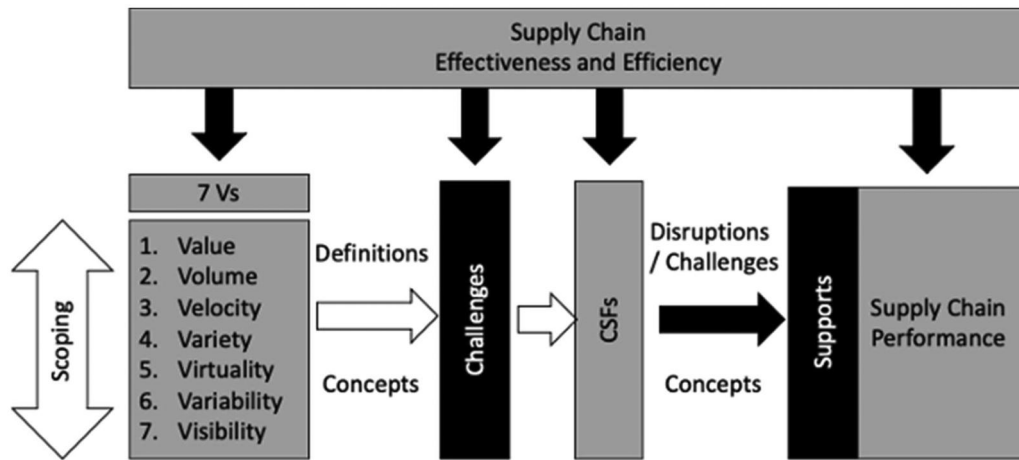 Supply Chain
Effectiveness and Efficiency
7 Vs
Scoping
1. Value
2. Volume
3. Velocity
4. Variety
5. Virtuality
6. Variability
7. Visibility
Definitions
Concepts
Challenges
CSFs
Disruptions
/ Challenges
Concepts
Supports
Supply Chain
Performance